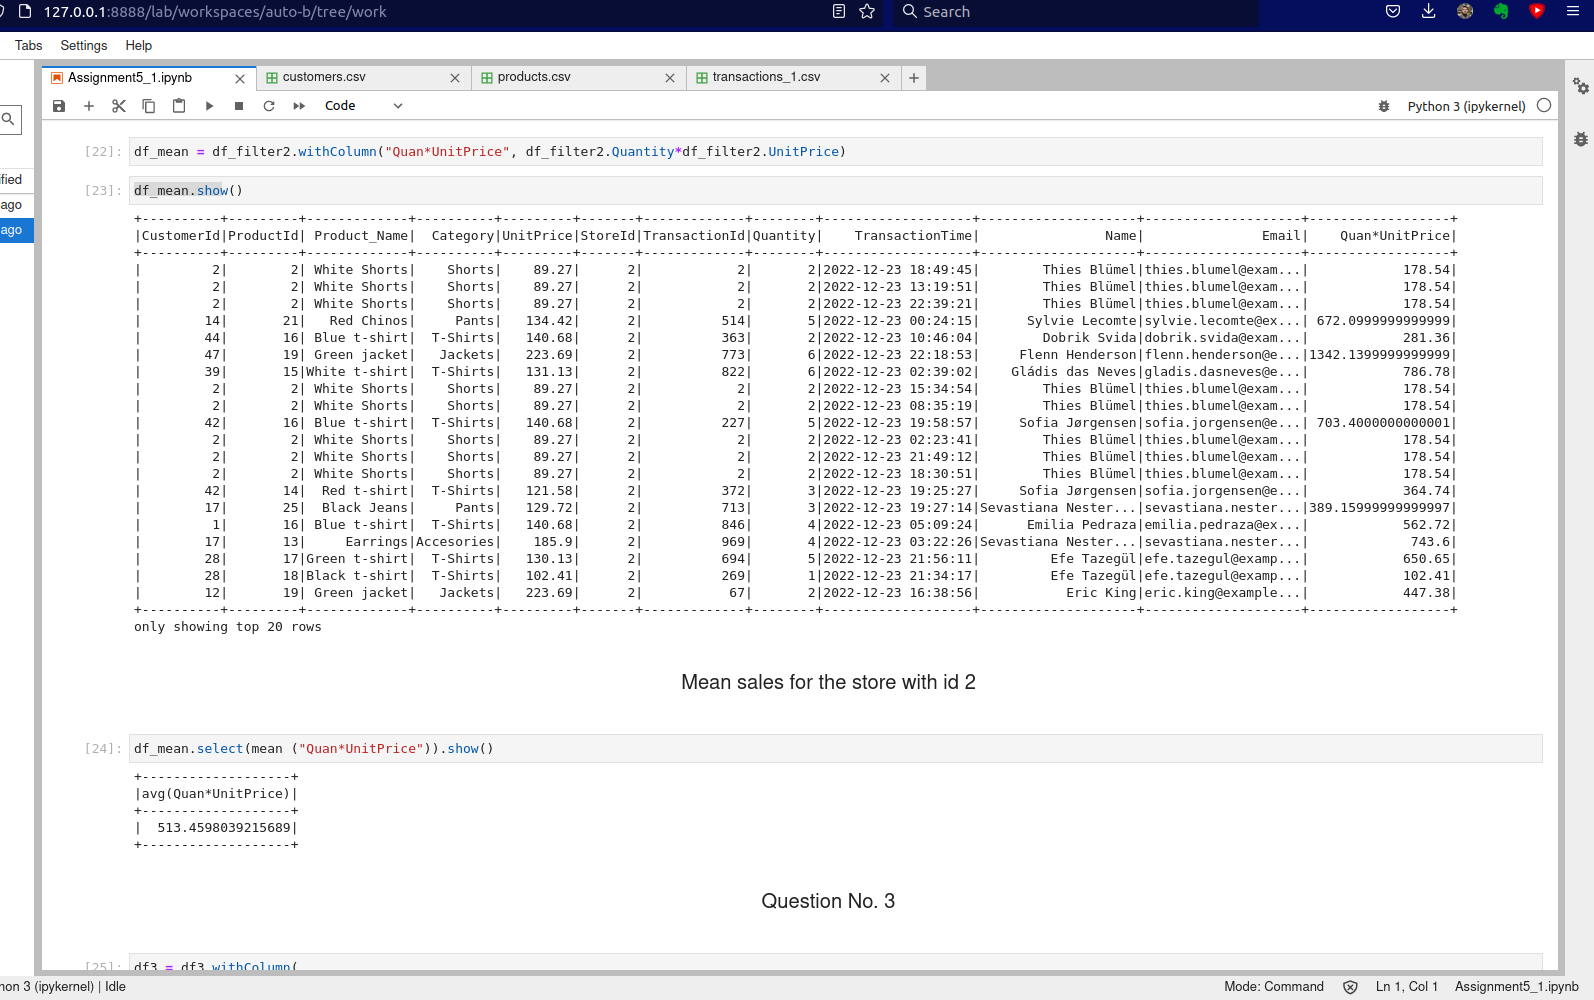 127.0.0.1:8888/lab/workspaces/auto-b/tree/work
Search
Tabs Settings Help
Assignment5_1.ipynb
customers.csv
products.csv
transactions_1.csv
Code
Python 3 (ipykernel)
ified
ago
ago
[22]: df_mean = df_filter2.withColumn("Quan*UnitPrice", df_filter2.Quantity*df_filter2.UnitPrice)
[23]: df_mean.show()
+----------+---------+-------------+----------+---------+-------+-------------+--------+-------------------+--------------------+--------------------+------------------+
|CustomerId|ProductId| Product_Name|  Category|UnitPrice|StoreId|TransactionId|Quantity|    TransactionTime|                Name|               Email|    Quan*UnitPrice|
+----------+---------+-------------+----------+---------+-------+-------------+--------+-------------------+--------------------+--------------------+------------------+
|         2|        2| White Shorts|    Shorts|    89.27|      2|            2|       2|2022-12-23 18:49:45|        Thies Blümel|thies.blumel@exam...|            178.54|
|         2|        2| White Shorts|    Shorts|    89.27|      2|            2|       2|2022-12-23 13:19:51|        Thies Blümel|thies.blumel@exam...|            178.54|
|         2|        2| White Shorts|    Shorts|    89.27|      2|            2|       2|2022-12-23 22:39:21|        Thies Blümel|thies.blumel@exam...|            178.54|
|        14|       21|   Red Chinos|     Pants|   134.42|      2|          514|       5|2022-12-23 00:24:15|      Sylvie Lecomte|sylvie.lecomte@ex...| 672.0999999999999|
|        44|       16| Blue t-shirt|  T-Shirts|   140.68|      2|          363|       2|2022-12-23 10:46:04|        Dobrik Svida|dobrik.svida@exam...|            281.36|
|        47|       19| Green jacket|   Jackets|   223.69|      2|          773|       6|2022-12-23 22:18:53|     Flenn Henderson|flenn.henderson@e...|1342.1399999999999|
|        39|       15|White t-shirt|  T-Shirts|   131.13|      2|          822|       6|2022-12-23 02:39:02|    Gládis das Neves|gladis.dasneves@e...|            786.78|
|         2|        2| White Shorts|    Shorts|    89.27|      2|            2|       2|2022-12-23 15:34:54|        Thies Blümel|thies.blumel@exam...|            178.54|
|         2|        2| White Shorts|    Shorts|    89.27|      2|            2|       2|2022-12-23 08:35:19|        Thies Blümel|thies.blumel@exam...|            178.54|
|        42|       16| Blue t-shirt|  T-Shirts|   140.68|      2|          227|       5|2022-12-23 19:58:57|     Sofia Jørgensen|sofia.jorgensen@e...| 703.4000000000001|
|         2|        2| White Shorts|    Shorts|    89.27|      2|            2|       2|2022-12-23 02:23:41|        Thies Blümel|thies.blumel@exam...|            178.54|
|         2|        2| White Shorts|    Shorts|    89.27|      2|            2|       2|2022-12-23 21:49:12|        Thies Blümel|thies.blumel@exam...|            178.54|
|         2|        2| White Shorts|    Shorts|    89.27|      2|            2|       2|2022-12-23 18:30:51|        Thies Blümel|thies.blumel@exam...|            178.54|
|        42|       14|  Red t-shirt|  T-Shirts|   121.58|      2|          372|       3|2022-12-23 19:25:27|     Sofia Jørgensen|sofia.jorgensen@e...|            364.74|
|        17|       25|  Black Jeans|     Pants|   129.72|      2|          713|       3|2022-12-23 19:27:14|Sevastiana Nester...|sevastiana.nester...|389.15999999999997|
|         1|       16| Blue t-shirt|  T-Shirts|   140.68|      2|          846|       4|2022-12-23 05:09:24|      Emilia Pedraza|emilia.pedraza@ex...|            562.72|
|        17|       13|     Earrings|Accesories|    185.9|      2|          969|       4|2022-12-23 03:22:26|Sevastiana Nester...|sevastiana.nester...|             743.6|
|        28|       17|Green t-shirt|  T-Shirts|   130.13|      2|          694|       5|2022-12-23 21:56:11|         Efe Tazegül|efe.tazegul@examp...|            650.65|
|        28|       18|Black t-shirt|  T-Shirts|   102.41|      2|          269|       1|2022-12-23 21:34:17|         Efe Tazegül|efe.tazegul@examp...|            102.41|
|        12|       19| Green jacket|   Jackets|   223.69|      2|           67|       2|2022-12-23 16:38:56|           Eric King|eric.king@example...|            447.38|
+----------+---------+-------------+----------+---------+-------+-------------+--------+-------------------+--------------------+--------------------+------------------+
only showing top 20 rows
Mean sales for the store with id 2
[24]: df_mean.select(mean ("Quan*UnitPrice")).show()
+-------------------+
|avg(Quan*UnitPrice)|
+-------------------+
|  513.4598039215689|
+-------------------+
Question No. 3
[25]: df3 = df3.withColumn(
hon 3 (ipykernel) | Idle
Mode: Command
Ln 1, Col 1
Assignment5_1.ipynb